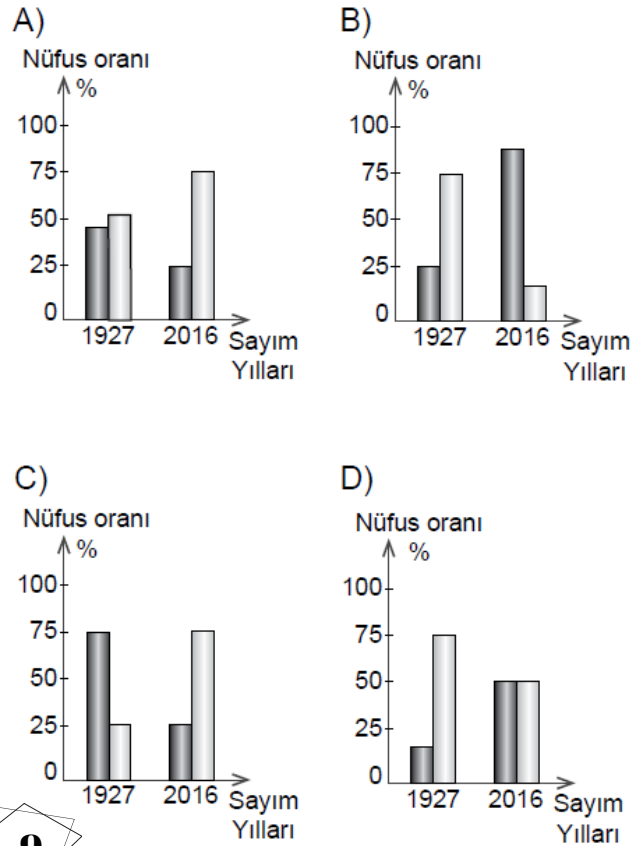 A)
Nüfus oranı
%
100
75
50
25
0
1927 2016 Sayım
Yılları
B)
Nüfus oranı
%
100
75
50
25
0
1927 2016 Sayım
Yılları
C)
Nüfus oranı
%
100
75
50
25
0
1927 2016 Sayım
Yılları
D)
Nüfus oranı
%
100
75
50
25
0
1927 2016 Sayım
Yılları